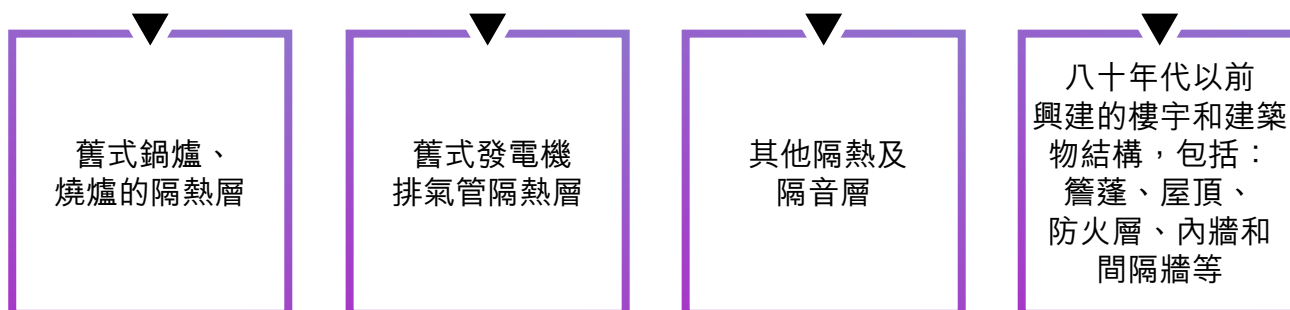 舊式鍋爐、
燒爐的隔熱層
舊式發電機
排氣管隔熱層
其他隔熱及
隔音層
八十年代以前
興建的樓宇和建築
物結構，包括：
簷蓬、屋頂、
防火層、內牆和
間隔牆等